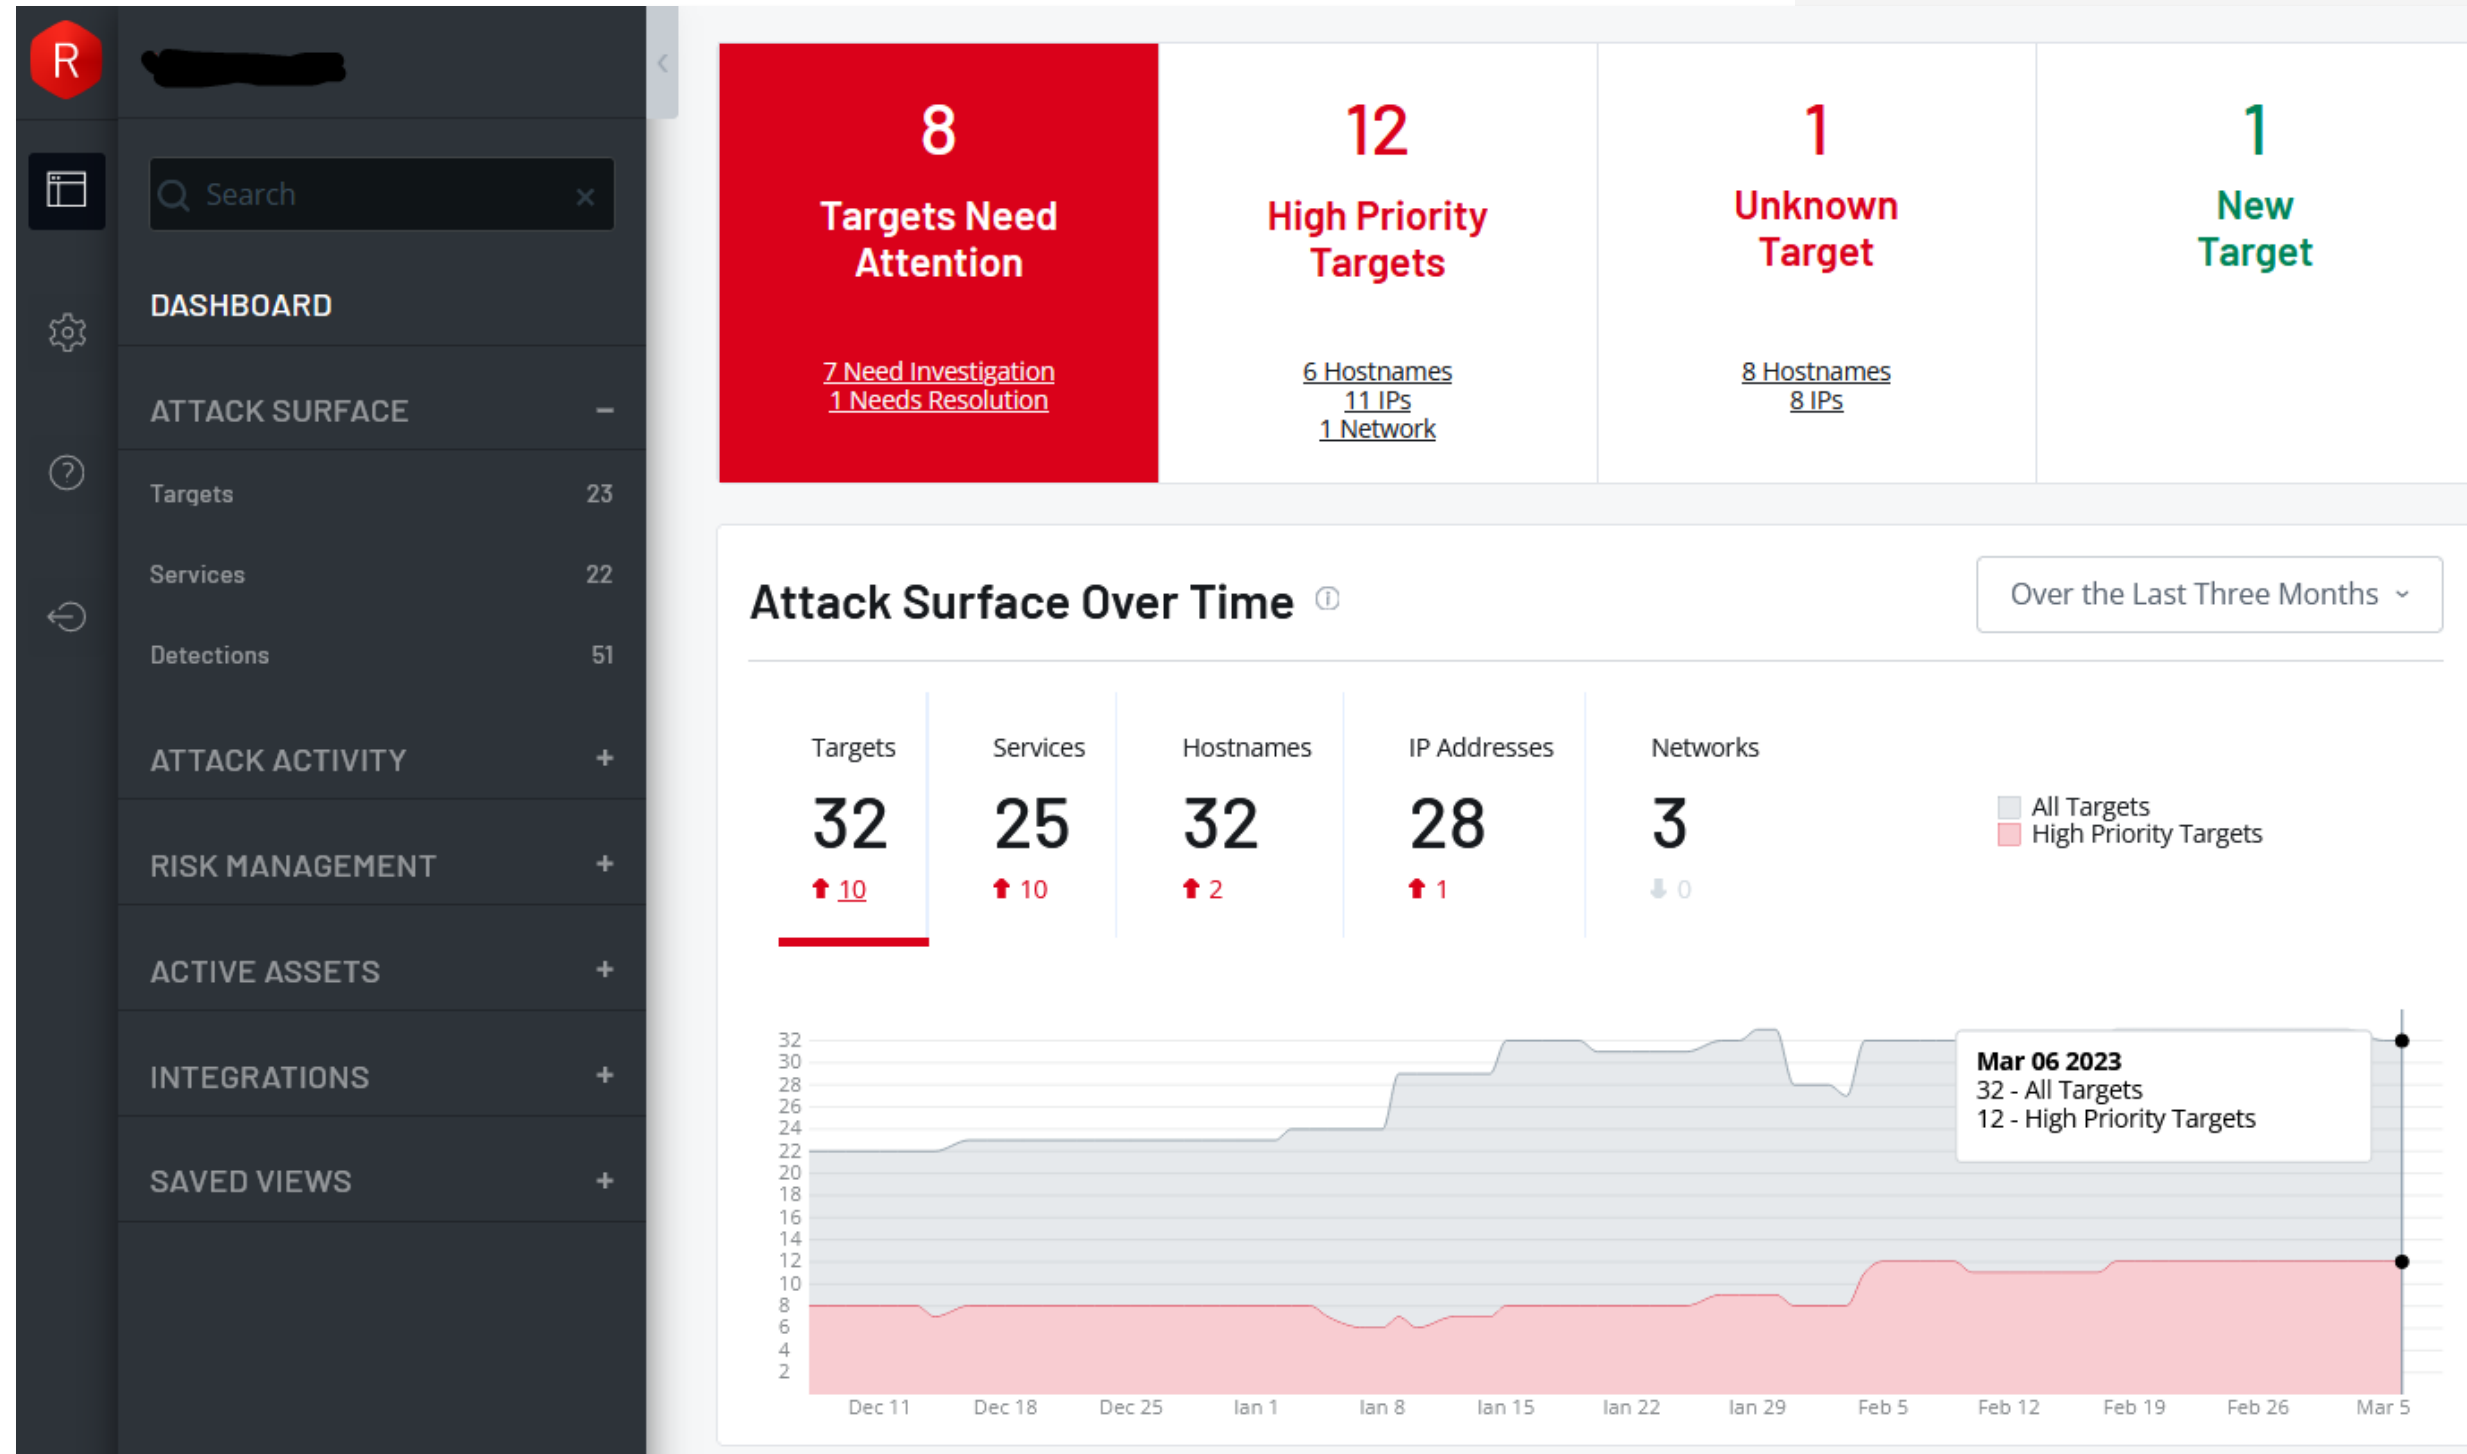 R
Search
DASHBOARD
ATTACK SURFACE
Targets 23
Services 22
Detections 51
ATTACK ACTIVITY
RISK MANAGEMENT
ACTIVE ASSETS
INTEGRATIONS
SAVED VIEWS
8
Targets Need
Attention
7 Need Investigation
1 Needs Resolution
12
High Priority
Targets
6 Hostnames
11 IPs
1 Network
1
Unknown
Target
8 Hostnames
8 IPs
1
New
Target
Attack Surface Over Time
Over the Last Three Months
Targets
32
10
Services
25
10
Hostnames
32
2
IP Addresses
28
1
Networks
3
0
All Targets
High Priority Targets
32
30
28
26
24
22
20
18
16
14
12
10
8
6
4
2
Mar 06 2023
32 - All Targets
12 - High Priority Targets
Dec 11 Dec 18 Dec 25 Jan 1 Jan 8 Jan 15 Jan 22 Jan 29 Feb 5 Feb 12 Feb 19 Feb 26 Mar 5